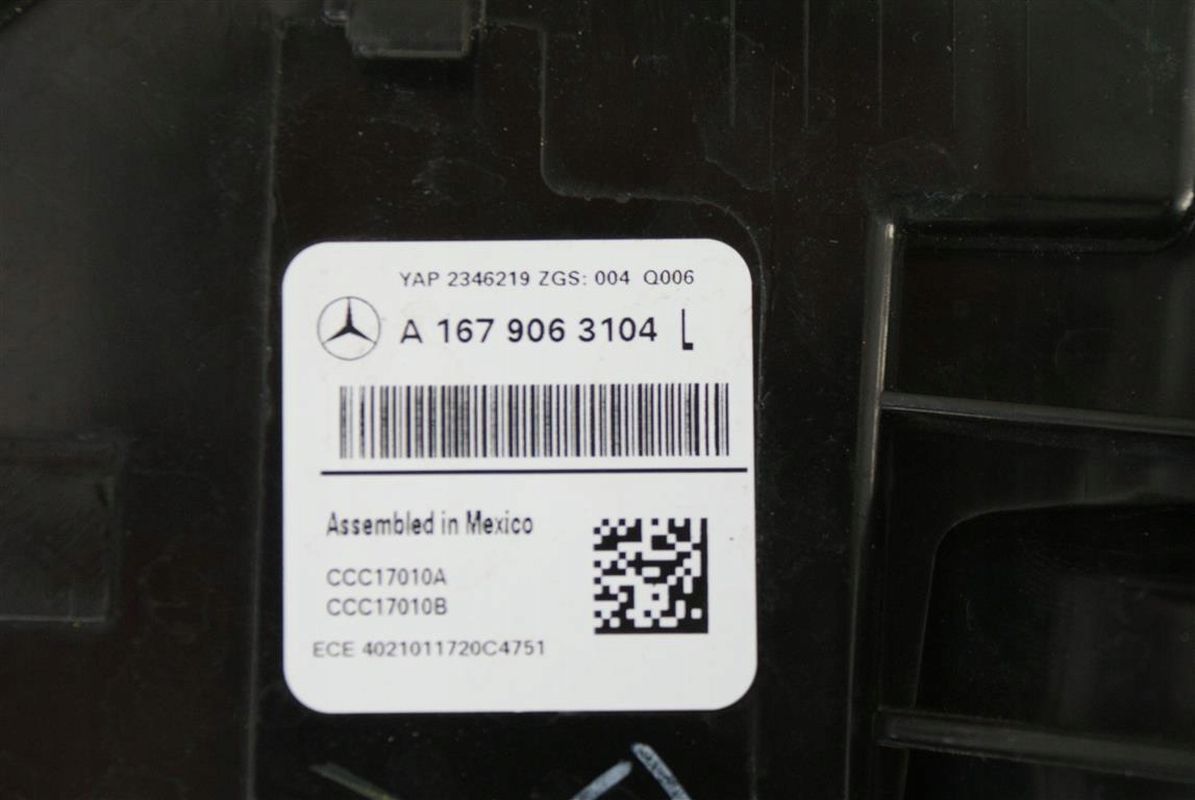 YAP 2346219 ZGS: 004 Q006
A 167 906 3104 L
Assembled in Mexico
CCC17010A
CCC17010B
ECE 4021011720C4751